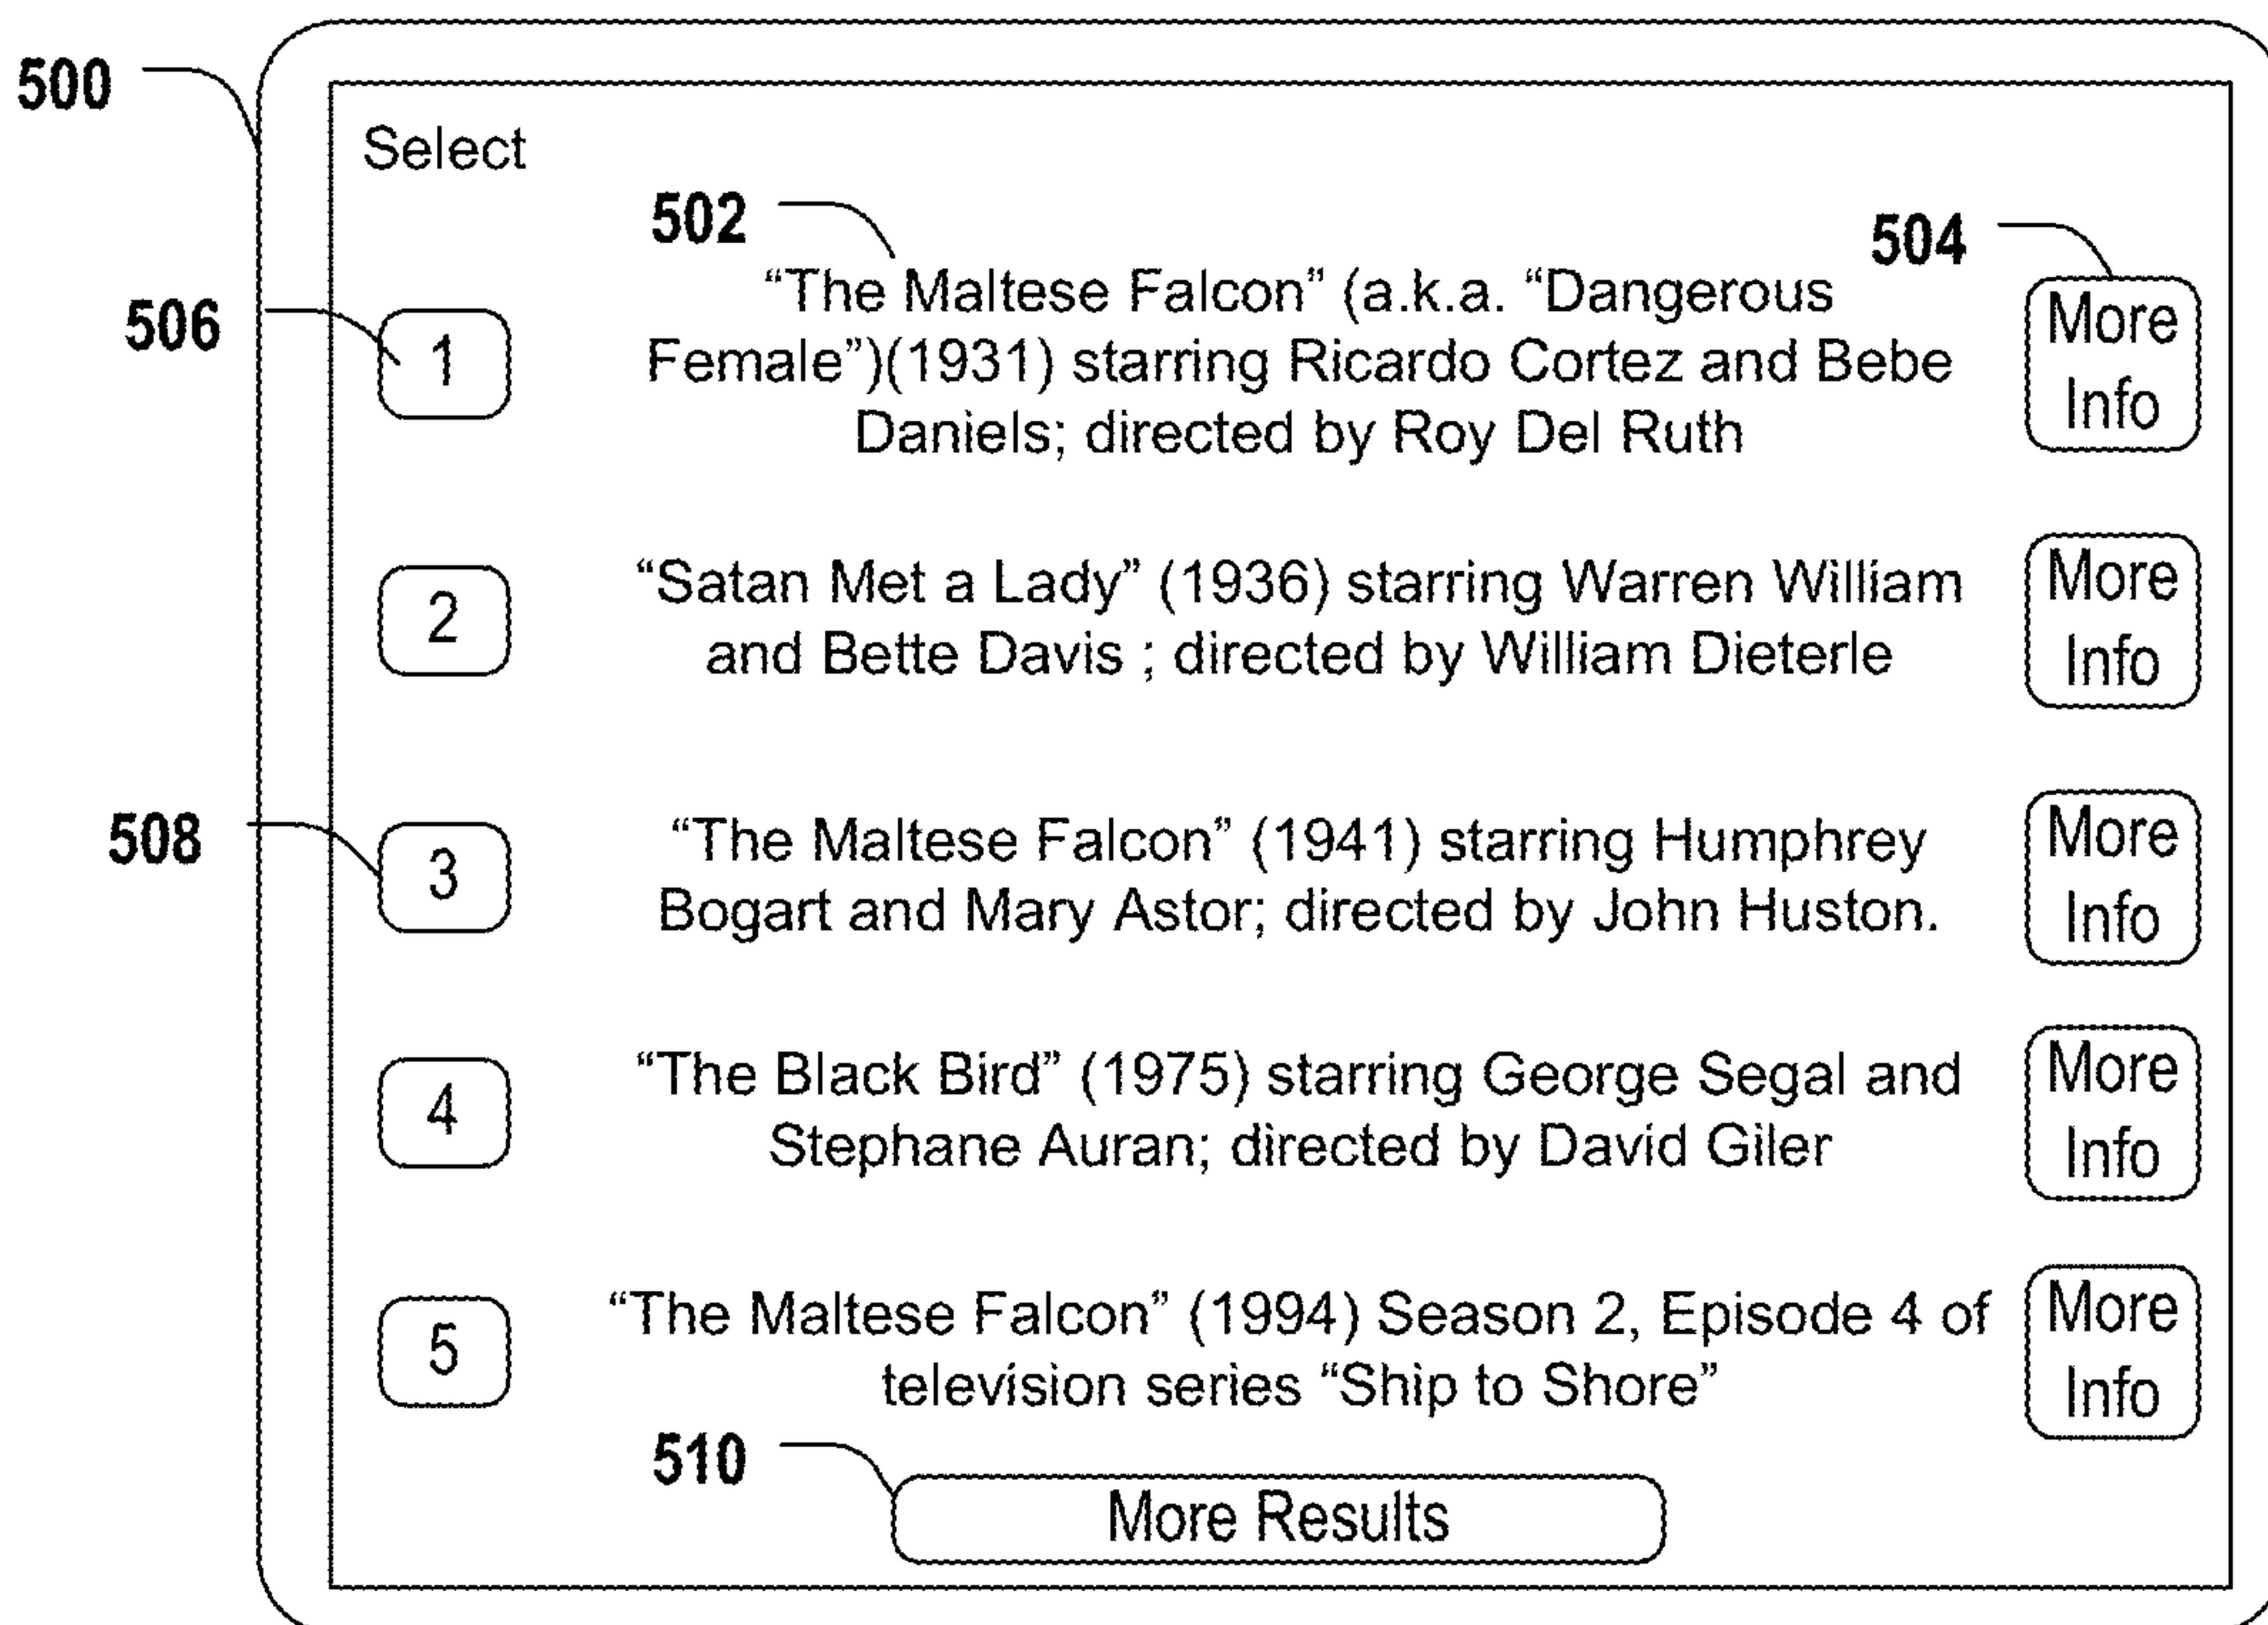 500
Select
502
504
506
1
“The Maltese Falcon” (a.k.a. “Dangerous
Female”)(1931) starring Ricardo Cortez and Bebe
Daniels; directed by Roy Del Ruth
More
Info
2
“Satan Met a Lady” (1936) starring Warren William
and Bette Davis ; directed by William Dieterle
More
Info
508
3
“The Maltese Falcon” (1941) starring Humphrey
Bogart and Mary Astor; directed by John Huston.
More
Info
4
“The Black Bird” (1975) starring George Segal and
Stephane Auran; directed by David Giler
More
Info
5
“The Maltese Falcon” (1994) Season 2, Episode 4 of
television series “Ship to Shore”
More
Info
510
More Results